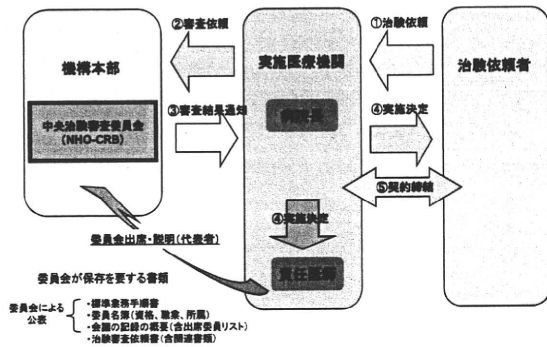 ②審査依頼
①治験依頼
機構本部
実施医療機関
治験依頼者
中央治験審査委員会
(NHO-CRB)
③審査結果通知
病院長
④実施決定
⑤契約締結
④実施決定
委員会出席・説明(代表者)
責任医師
委員会が保存を要する書類
委員会による
公表
・標準業務手順書
・委員名簿(資格、職業、所属)
・会議の記録の概要(含出席委員リスト)
・治験審査依頼書(含関連書類)